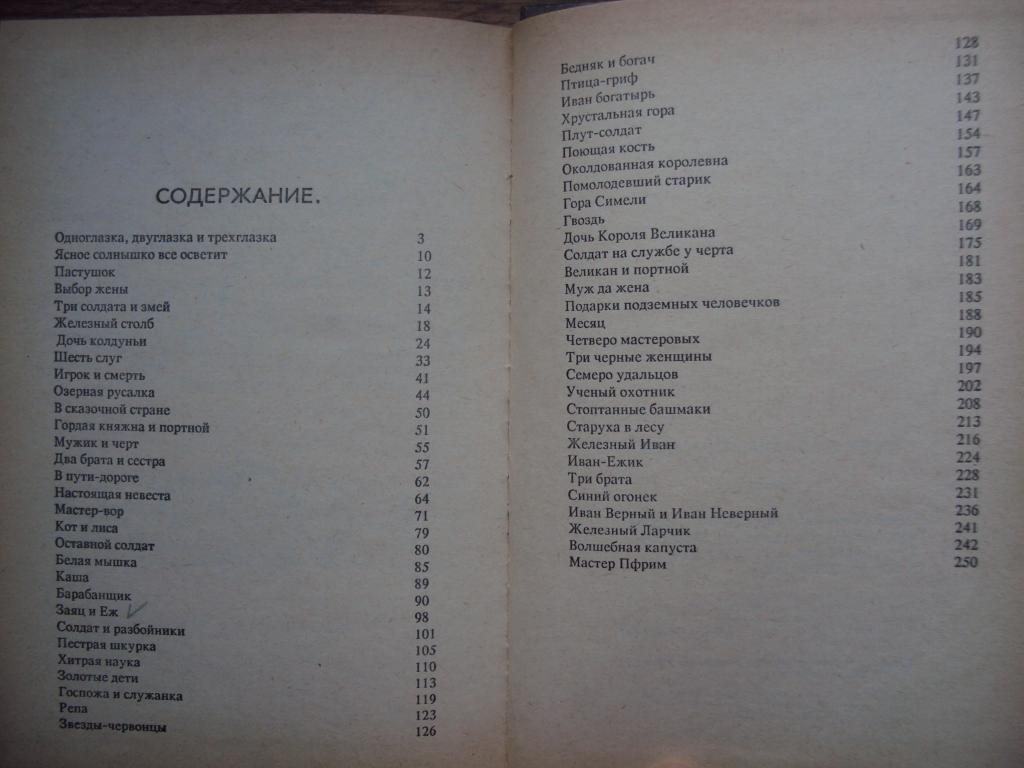 СОДЕРЖАНИЕ.
Одноглазка, двуглазка и трехглазка 3
Ясное солнышко все осветит 10
Пастушок 12
Выбор жены 13
Три солдата и змей 14
Железный столб 18
Дочь колдуньи 24
Шесть слуг 33
Игрок и смерть 41
Озерная русалка 44
В сказочной стране 50
Гордая княжна и портной 51
Мужик и черт 55
Два брата и сестра 57
В пути-дороге 62
Настоящая невеста 64
Мастер-вор 71
Кот и лиса 79
Оставной солдат 80
Белая мышка 85
Каша 89
Барабанщик 90
Заяц и Еж 98
Солдат и разбойники 101
Пестрая шкурка 105
Хитрая наука 110
Золотые дети 113
Госпожа и служанка 119
Репа 123
Звезды-червонцы 126
Бедняк и богач 128
Птица-гриф 131
Иван богатырь 137
Хрустальная гора 143
Плут-солдат 147
Поющая кость 154
Околдованная королевна 157
Помолодевший старик 163
Гора Симели 164
Гвоздь 168
Дочь Короля Великана 169
Солдат на службе у черта 175
Великан и портной 181
Муж да жена 183
Подарки подземных человечков 185
Месяц 188
Четверо мастеровых 190
Три черные женщины 194
Семеро удальцов 197
Ученый охотник 202
Стоптанные башмаки 208
Старуха в лесу 213
Железный Иван 216
Иван-Ежик 224
Три брата 228
Синий огонек 231
Иван Верный и Иван Неверный 236
Железный Ларчик 241
Волшебная капуста 242
Мастер Пфрим 250